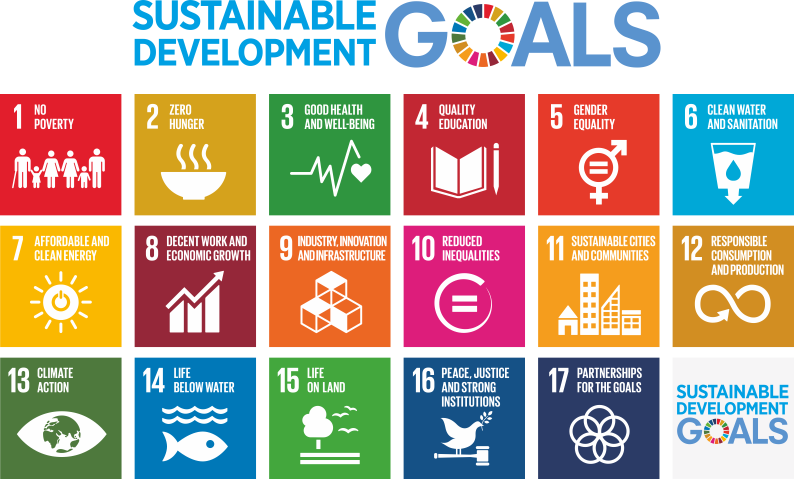 SUSTAINABLE
DEVELOPMENT
GOALS
1 NO
POVERTY
2 ZERO
HUNGER
3 GOOD HEALTH
AND WELL-BEING
4 QUALITY
EDUCATION
5 GENDER
EQUALITY
6 CLEAN WATER
AND SANITATION
7 AFFORDABLE AND
CLEAN ENERGY
8 DECENT WORK AND
ECONOMIC GROWTH
9 INDUSTRY, INNOVATION
AND INFRASTRUCTURE
10 REDUCED
INEQUALITIES
11 SUSTAINABLE CITIES
AND COMMUNITIES
12 RESPONSIBLE
CONSUMPTION
AND PRODUCTION
13 CLIMATE
ACTION
14 LIFE
BELOW WATER
15 LIFE
ON LAND
16 PEACE, JUSTICE
AND STRONG
INSTITUTIONS
17 PARTNERSHIPS
FOR THE GOALS
SUSTAINABLE
DEVELOPMENT
GOALS